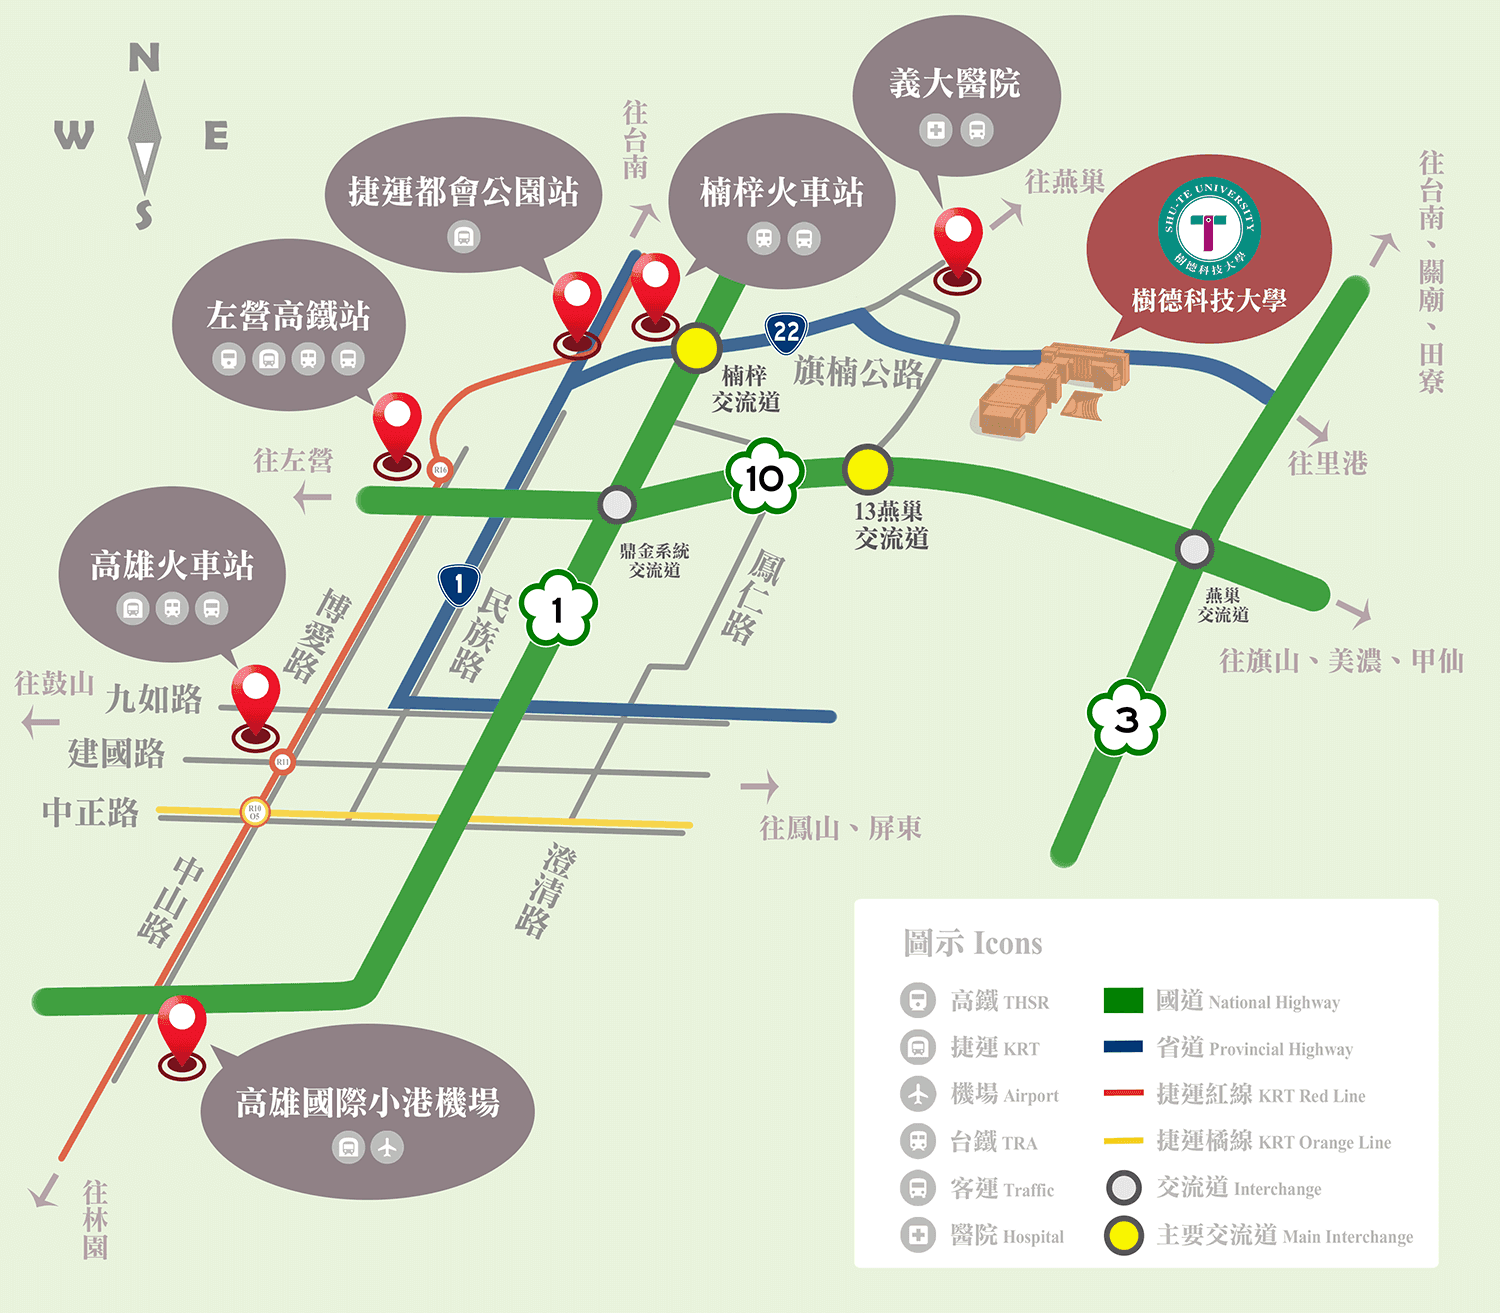 N
W
E
S
往台南
義大醫院
往燕巢
往台南、關廟、田寮
捷運都會公園站
楠梓火車站
SHU-TE UNIVERSITY
樹德科技大學
樹德科技大學
左營高鐵站
22
楠梓
交流道
旗楠公路
往左營
R16
10
往里港
13燕巢
交流道
高雄火車站
鼎金系統
交流道
鳳仁路
1
民族路
1
博愛路
燕巢
交流道
往旗山、美濃、甲仙
往鼓山
九如路
3
建國路
R11
中正路
R10
O5
往鳳山、屏東
中山路
澄清路
高雄國際小港機場
往林園
圖示 Icons
高鐵 THSR
國道 National Highway
捷運 KRT
省道 Provincial Highway
機場 Airport
捷運紅線 KRT Red Line
台鐵 TRA
捷運橘線 KRT Orange Line
客運 Traffic
交流道 Interchange
醫院 Hospital
主要交流道 Main Interchange